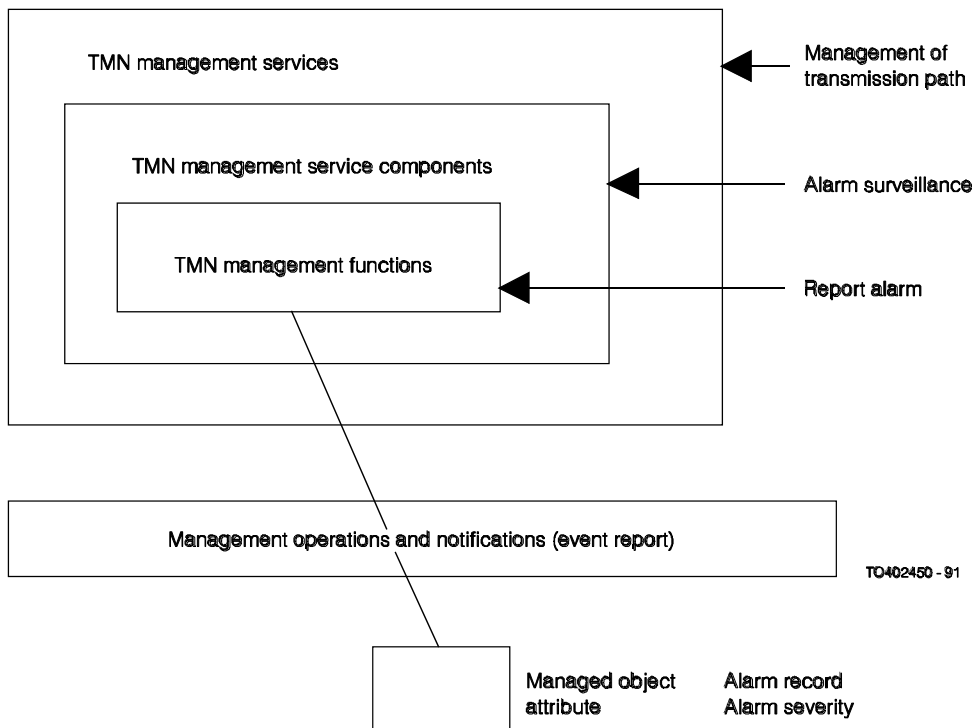 TMN management services
Management of
transmission path
TMN management service components
Alarm surveillance
TMN management functions
Report alarm
Management operations and notifications (event report)
TO402450 - 91
Managed object
attribute
Alarm record
Alarm severity